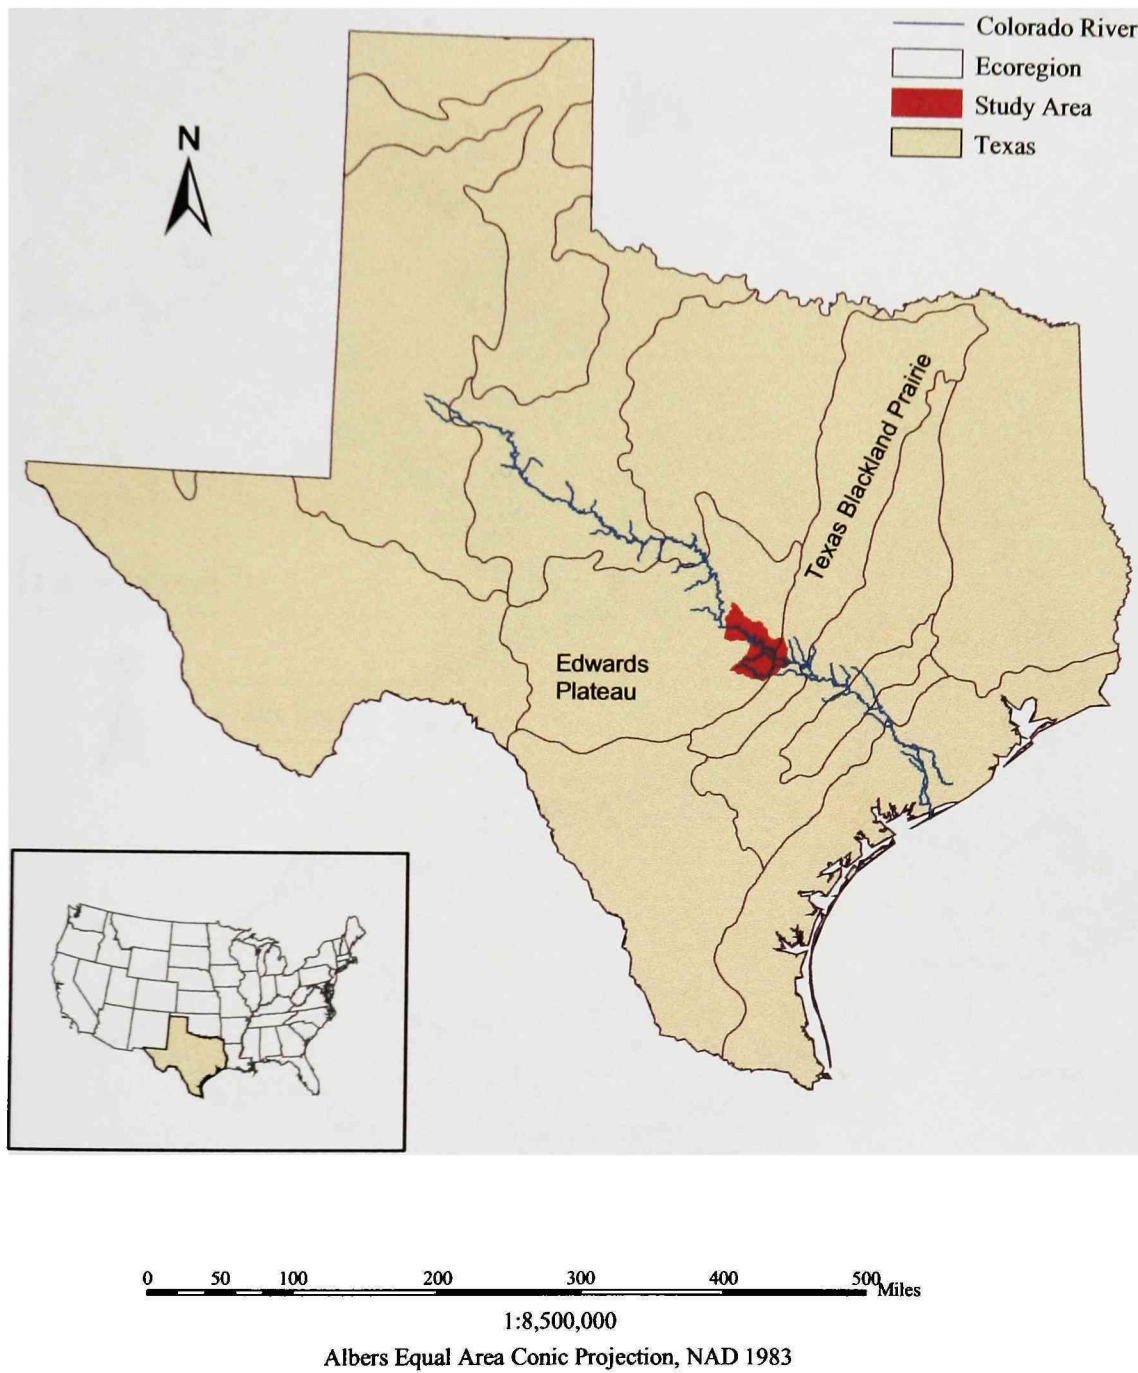 Colorado River
Ecoregion
Study Area
Texas
N
Texas Blackland Prairie
Edwards
Plateau
0 50 100 200 300 400 500 Miles
1:8,500,000
Albers Equal Area Conic Projection, NAD 1983